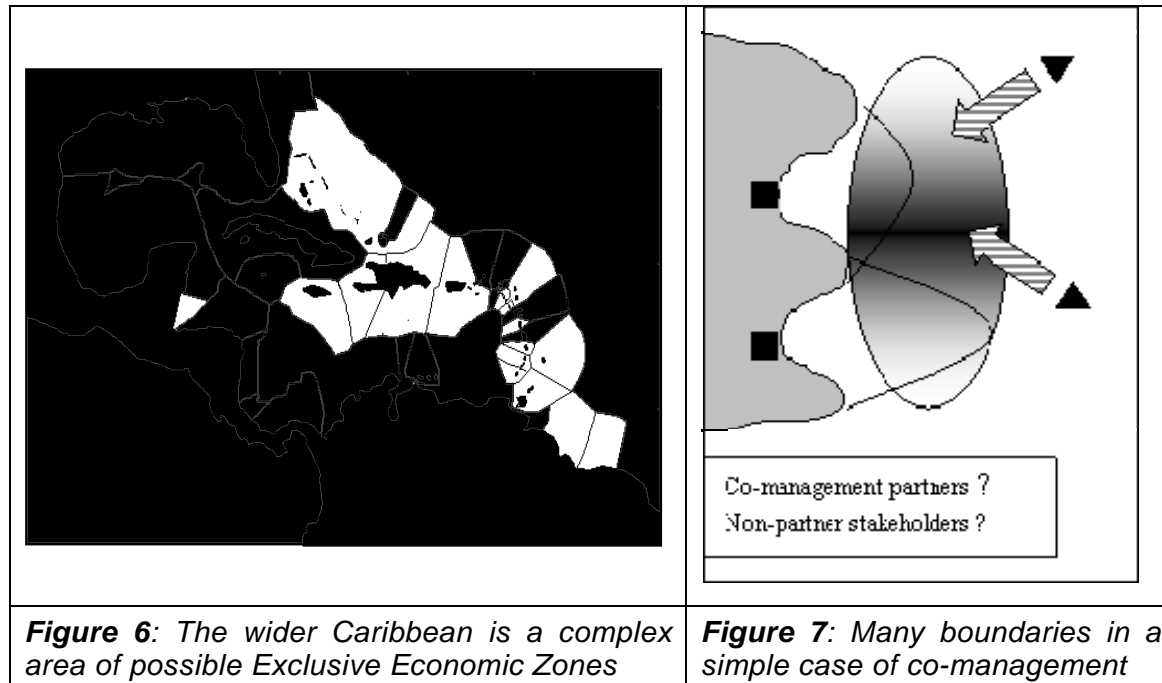 Co-management partners ?
Non-partner stakeholders ?
Figure 6: The wider Caribbean is a complex
area of possible Exclusive Economic Zones
Figure 7: Many boundaries in a
simple case of co-management